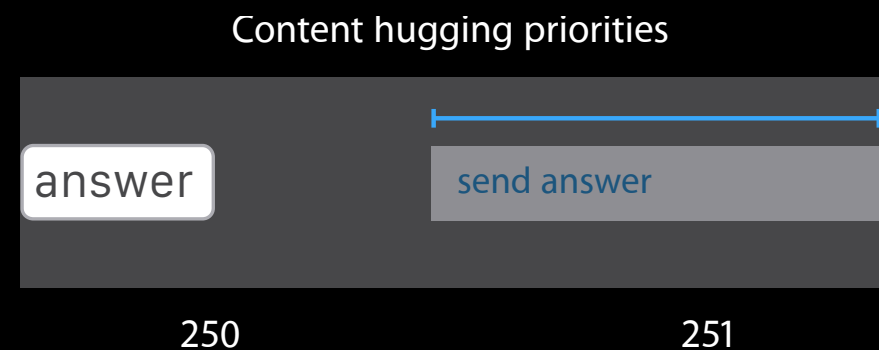 Content hugging priorities
answer
send answer
250
251